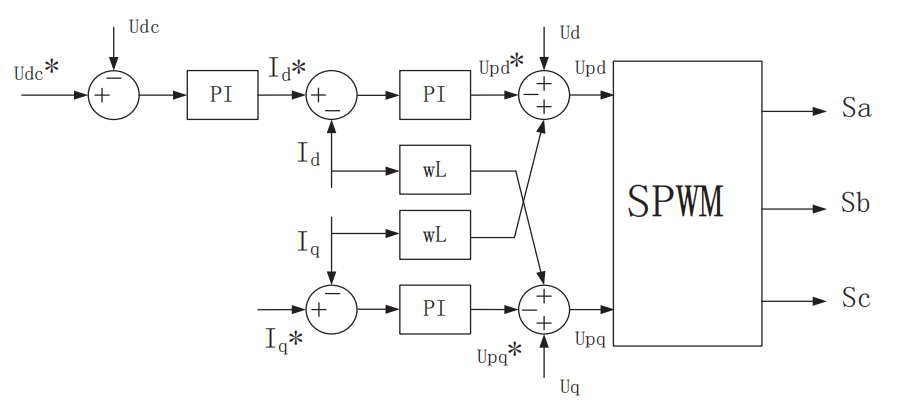 Udc
Udc*
PI
Id*
PI
Upd*
Ud
Upd
Id
wL
Iq
wL
Iq*
PI
Upq*
Upq
Uq
SPWM
Sa
Sb
Sc